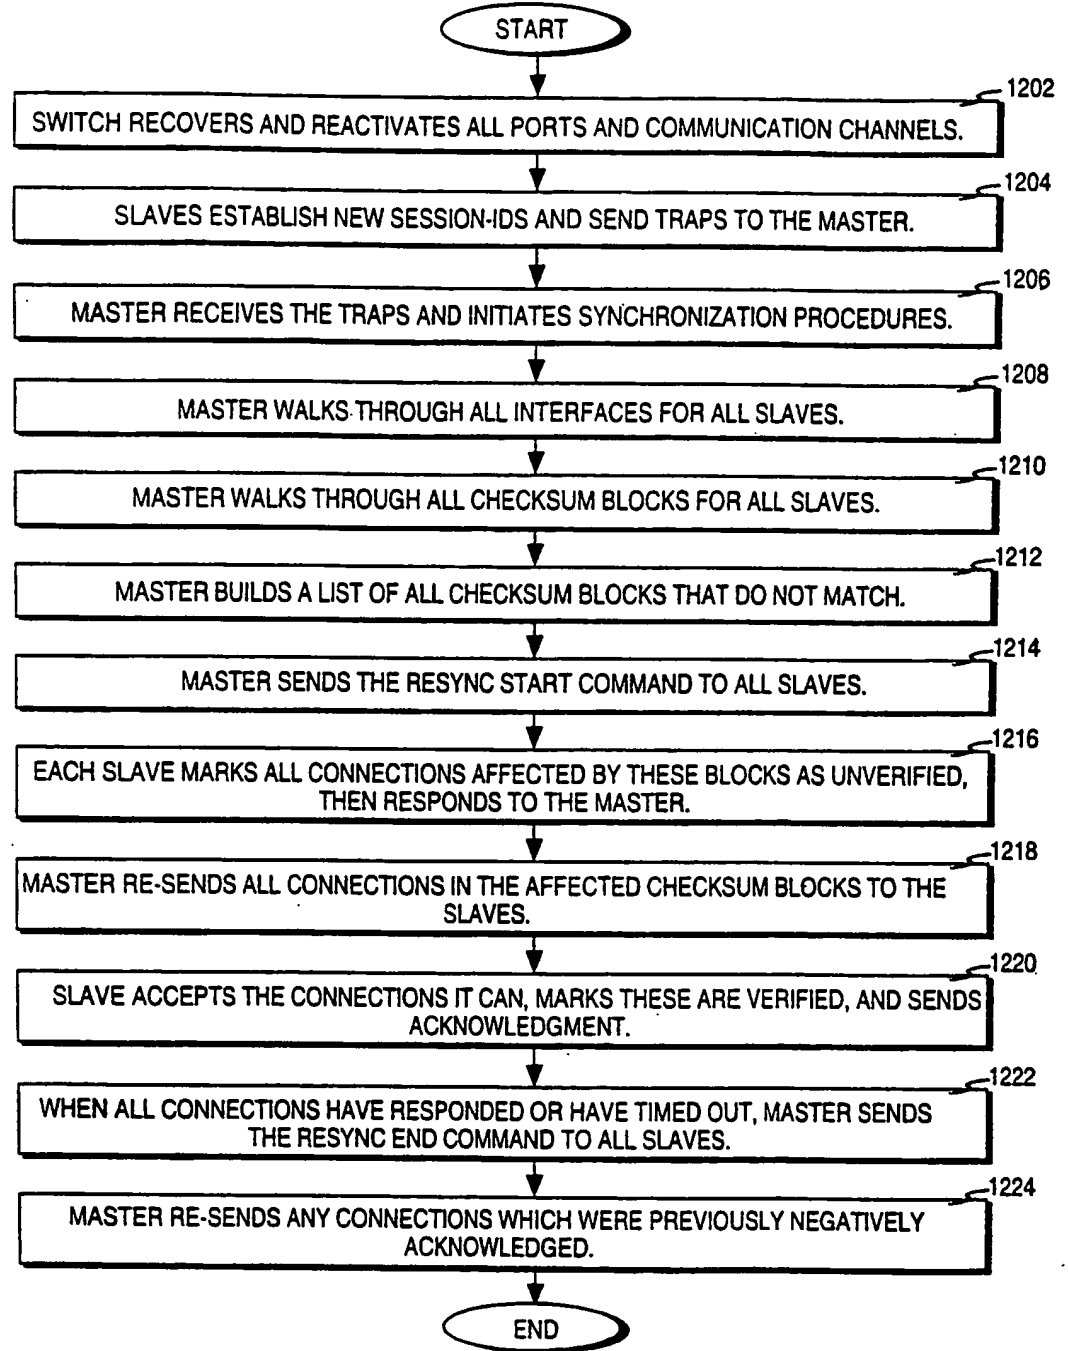 START
1202
SWITCH RECOVERS AND REACTIVATES ALL PORTS AND COMMUNICATION CHANNELS.
1204
SLAVES ESTABLISH NEW SESSION-IDS AND SEND TRAPS TO THE MASTER.
1206
MASTER RECEIVES THE TRAPS AND INITIATES SYNCHRONIZATION PROCEDURES.
1208
MASTER WALKS THROUGH ALL INTERFACES FOR ALL SLAVES.
1210
MASTER WALKS THROUGH ALL CHECKSUM BLOCKS FOR ALL SLAVES.
1212
MASTER BUILDS A LIST OF ALL CHECKSUM BLOCKS THAT DO NOT MATCH.
1214
MASTER SENDS THE RESYNC START COMMAND TO ALL SLAVES.
1216
EACH SLAVE MARKS ALL CONNECTIONS AFFECTED BY THESE BLOCKS AS UNVERIFIED,
THEN RESPONDS TO THE MASTER.
1218
MASTER RE-SENDS ALL CONNECTIONS IN THE AFFECTED CHECKSUM BLOCKS TO THE
SLAVES.
1220
SLAVE ACCEPTS THE CONNECTIONS IT CAN, MARKS THESE ARE VERIFIED, AND SENDS
ACKNOWLEDGMENT.
1222
WHEN ALL CONNECTIONS HAVE RESPONDED OR HAVE TIMED OUT, MASTER SENDS
THE RESYNC END COMMAND TO ALL SLAVES.
1224
MASTER RE-SENDS ANY CONNECTIONS WHICH WERE PREVIOUSLY NEGATIVELY
ACKNOWLEDGED.
END